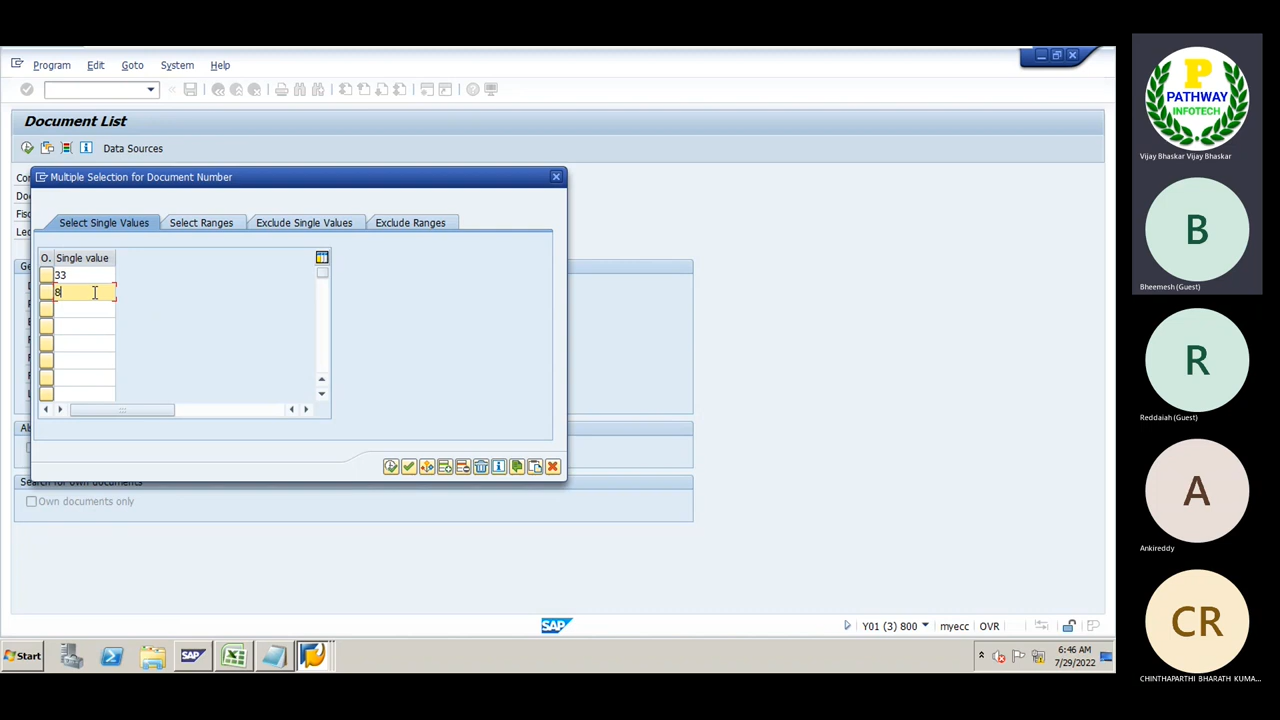 Program Edit Goto System Help
Document List
Data Sources
Multiple Selection for Document Number
Select Single Values Select Ranges Exclude Single Values Exclude Ranges
O. Single value
33
8
Search for own documents
Own documents only
SAP
Y01 (3) 800 myecc OVR
Start
SAP
6:46 AM
7/29/2022
P
PATHWAY
INFOTECH
Vijay Bhaskar Vijay Bhaskar
B
Bheemesh (Guest)
R
Reddaiah (Guest)
A
Ankireddy
CR
CHINTHAPARTHI BHARATH KUMA...